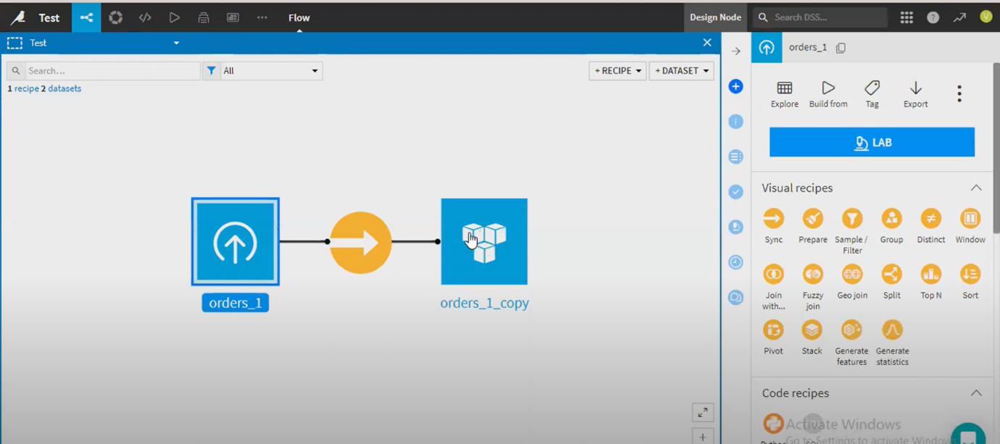 Test
Flow
Design Node
Search DSS...
?
V
Test
Search...
All
+ RECIPE
+ DATASET
1 recipe 2 datasets
orders_1
orders_1_copy
orders_1
Explore
Build from
Tag
Export
LAB
Visual recipes
Sync
Prepare
Sample /
Filter
Group
Distinct
Window
Join
with...
Fuzzy
join
Geo join
Split
Top N
Sort
Pivot
Stack
Generate
features
Generate
statistics
Code recipes
Activate Windows
Go to Settings to activate Windows